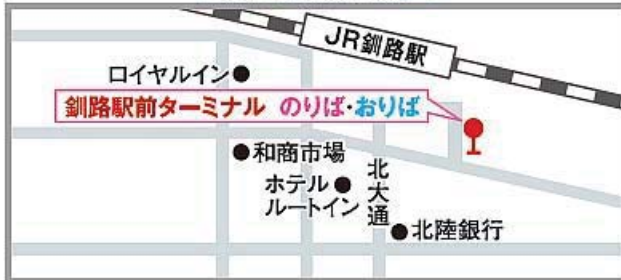 JR釧路駅
ロイヤルイン
釧路駅前ターミナル のりば・おりば
和商市場
ホテル
ルートイン
北大通
北陸銀行